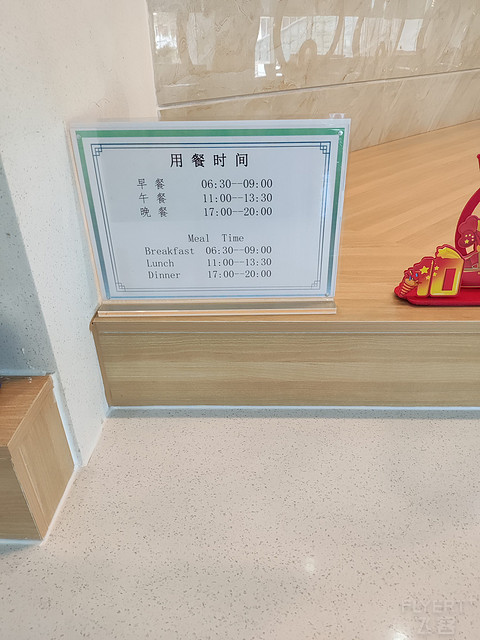 用餐时间
早餐 06:30--09:00
午餐 11:00--13:30
晚餐 17:00--20:00
Meal Time
Breakfast 06:30--09:00
Lunch 11:00--13:30
Dinner 17:00--20:00
10
FLYERT